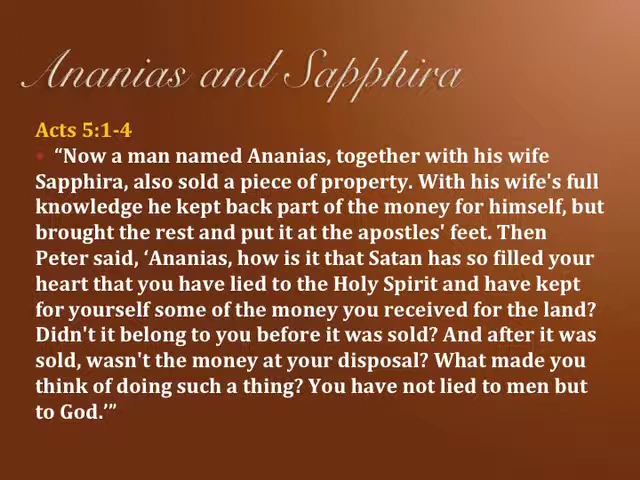 Ananias and Sapphira
Acts 5:1-4
• “Now a man named Ananias, together with his wife
Sapphira, also sold a piece of property. With his wife's full
knowledge he kept back part of the money for himself, but
brought the rest and put it at the apostles' feet. Then
Peter said, ‘Ananias, how is it that Satan has so filled your
heart that you have lied to the Holy Spirit and have kept
for yourself some of the money you received for the land?
Didn't it belong to you before it was sold? And after it was
sold, wasn't the money at your disposal? What made you
think of doing such a thing? You have not lied to men but
to God.’”